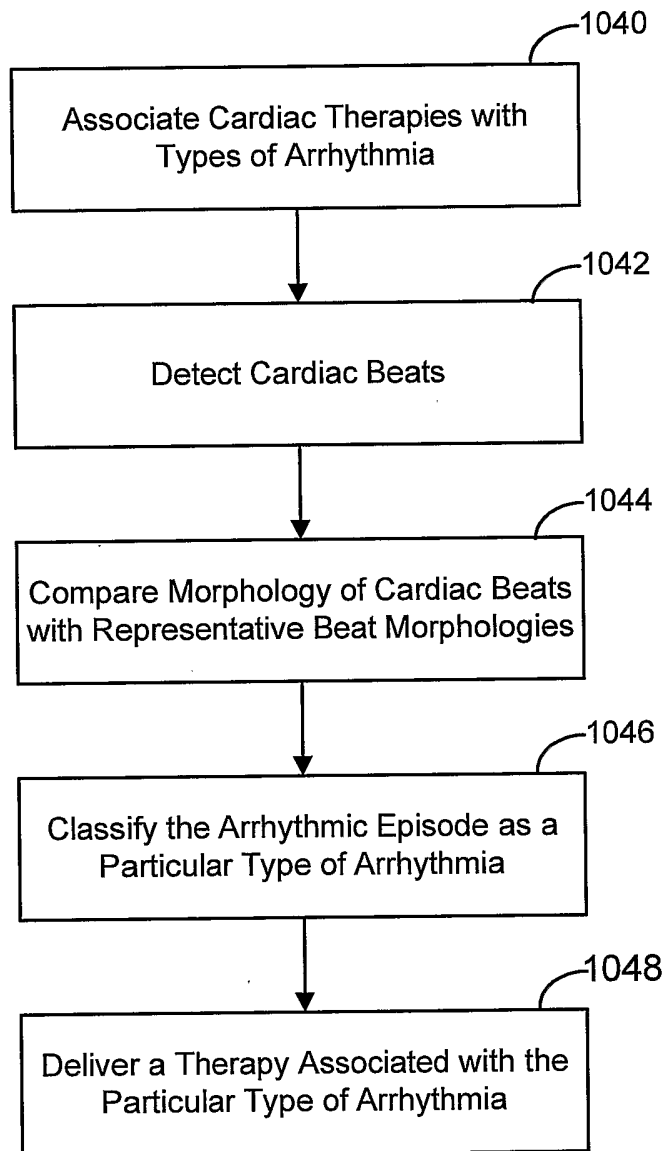 1040
Associate Cardiac Therapies with
Types of Arrhythmia
1042
Detect Cardiac Beats
1044
Compare Morphology of Cardiac Beats
with Representative Beat Morphologies
1046
Classify the Arrhythmic Episode as a
Particular Type of Arrhythmia
1048
Deliver a Therapy Associated with the
Particular Type of Arrhythmia